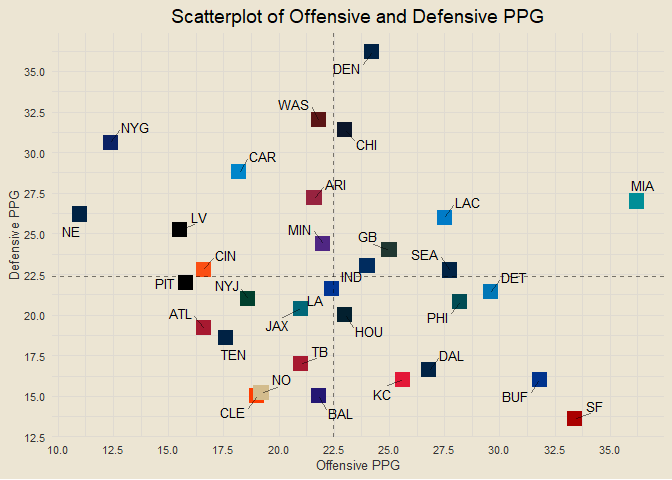 Scatterplot of Offensive and Defensive PPG
DEN
35.0
WAS
32.5
NYG
CHI
30.0
CAR
27.5
ARI
MIA
LAC
NE
LV
MIN
GB
25.0
Defensive PPG
CIN
SEA
22.5
PIT
NYJ
IND
DET
LA
20.0
ATL
JAX
HOU
PHI
17.5
TEN
TB
DAL
15.0
NO
KC
BUF
CLE
BAL
SF
12.5
10.0 12.5 15.0 17.5 20.0 22.5 25.0 27.5 30.0 32.5 35.0
Offensive PPG